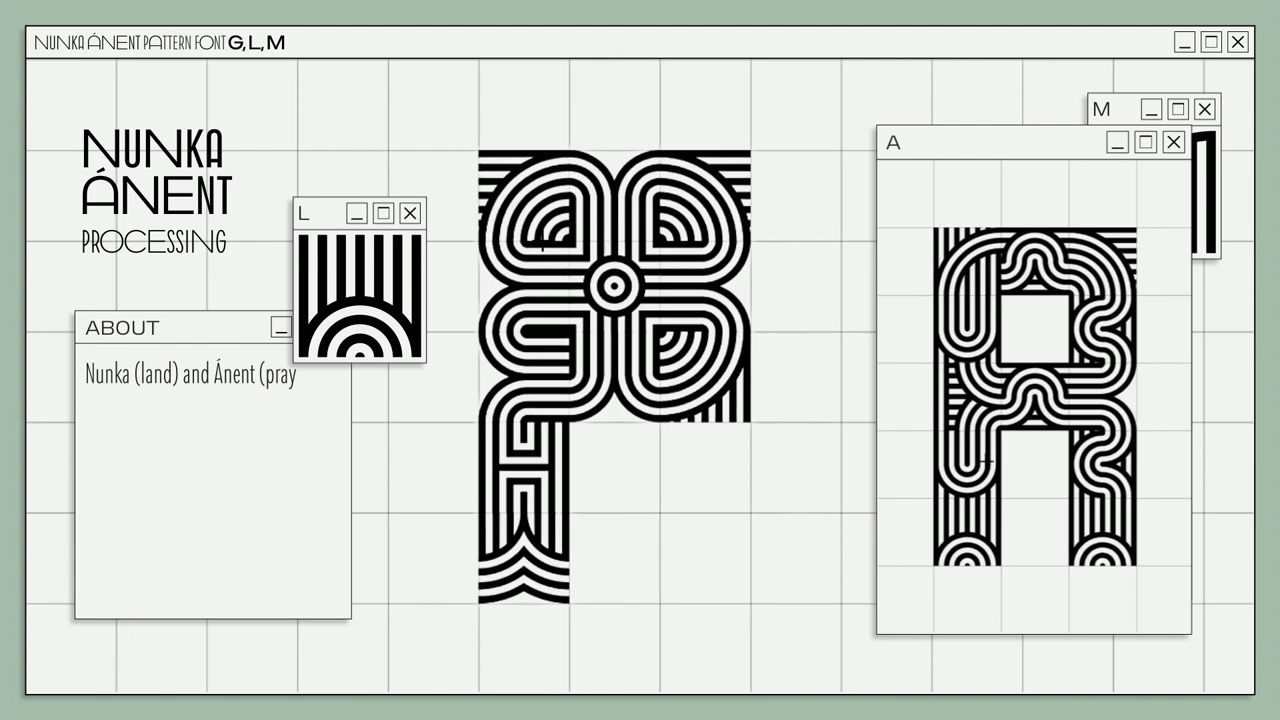 NUNKA ÁNENT PATTERN FONT G,L,M
NUNKA
ÁNENT
PROCESSING
L
ABOUT
Nunka (land) and Ánent (pray
P
M
A
A